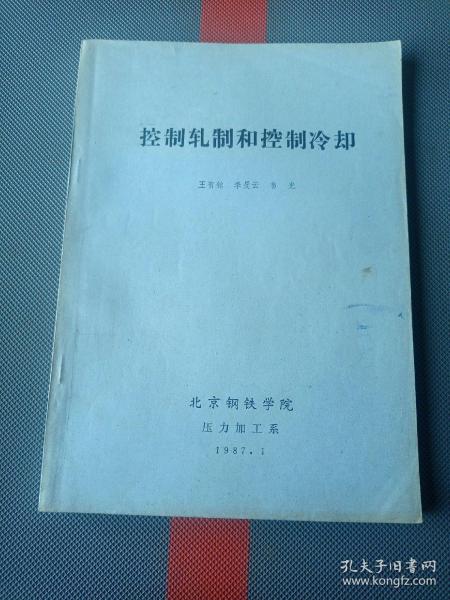 控制轧制和控制冷却
王有铭 李曼云 韦光
北京钢铁学院
压力加工系
1987.1
孔夫子旧书网
www.kongfz.com